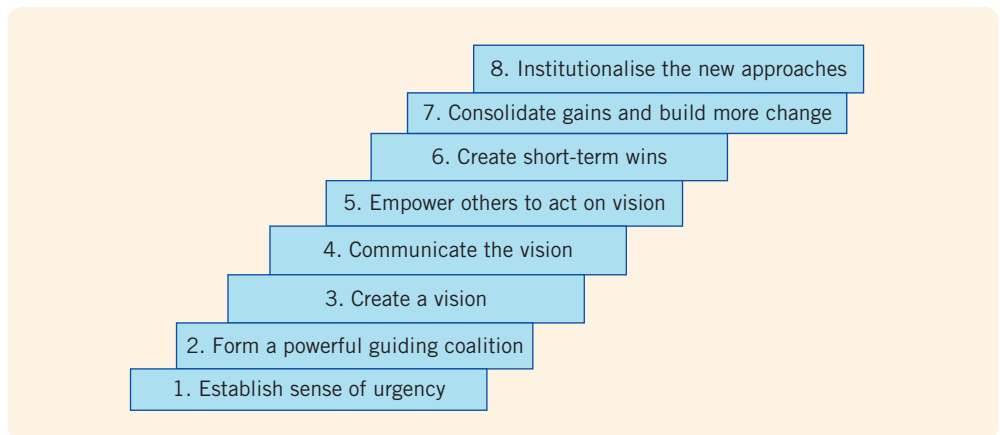 8. Institutionalise the new approaches
7. Consolidate gains and build more change
6. Create short-term wins
5. Empower others to act on vision
4. Communicate the vision
3. Create a vision
2. Form a powerful guiding coalition
1. Establish sense of urgency